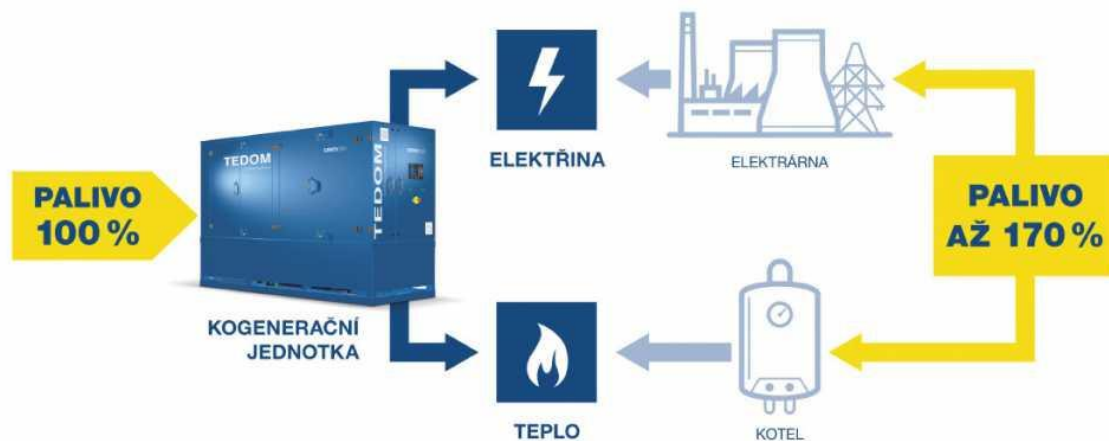 PALIVO
100 %
TEDOM
TEDOM
KOGENERAČNÍ
JEDNOTKA
ELEKTŘINA
TEPLO
ELEKTRÁRNA
KOTEL
PALIVO
AŽ 170 %